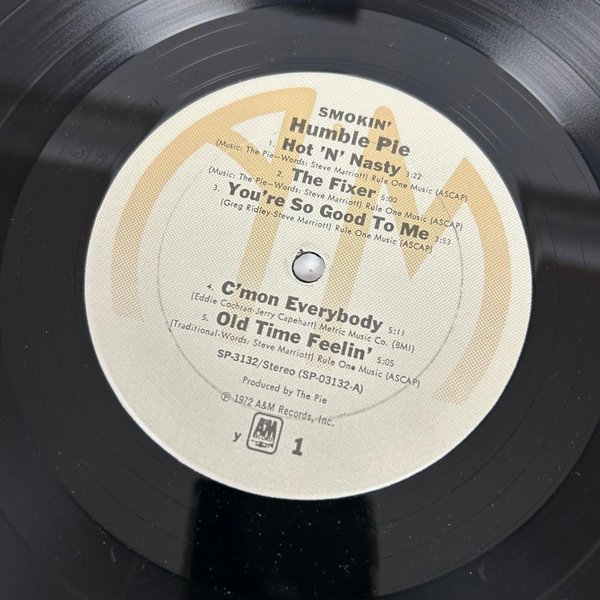 SMOKIN'
Humble Pie
1. Hot 'N' Nasty 3:22
(Music: The Pie—Words: Steve Marriott) Rule One Music (ASCAP)
2. The Fixer 5:00
(Music: The Pie—Words: Steve Marriott) Rule One Music (ASCAP)
3. You're So Good To Me 3:53
(Greg Ridley-Steve Marriott) Rule One Music (ASCAP)
4. C'mon Everybody 5:11
(Eddie Cochran-Jerry Capehart) Metric Music Co. (BMI)
5. Old Time Feelin' 5:05
(Traditional-Words: Steve Marriott) Rule One Music (ASCAP)
SP-3132/Stereo (SP-03132-A)
Produced by The Pie
℗ 1972 A&M Records, Inc.
y A&M RECORDS 1